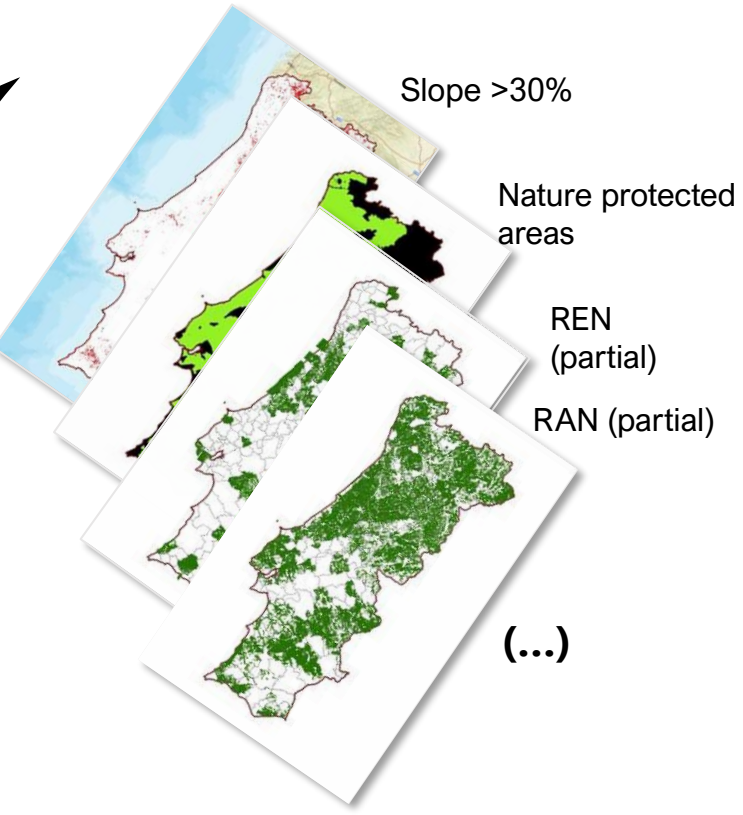 Slope >30%
Nature protected
areas
REN
(partial)
RAN (partial)
(...)